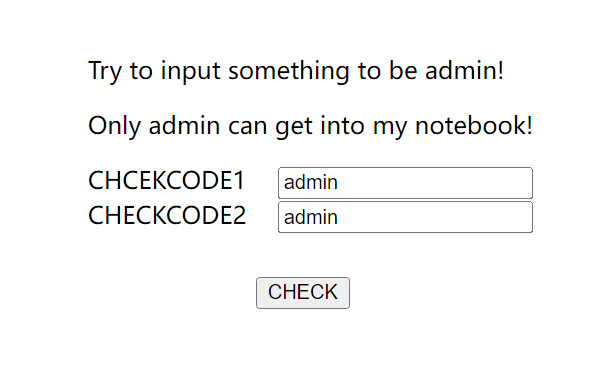 Try to input something to be admin!
Only admin can get into my notebook!
CHCEKCODE1 admin
CHECKCODE2 admin
CHECK